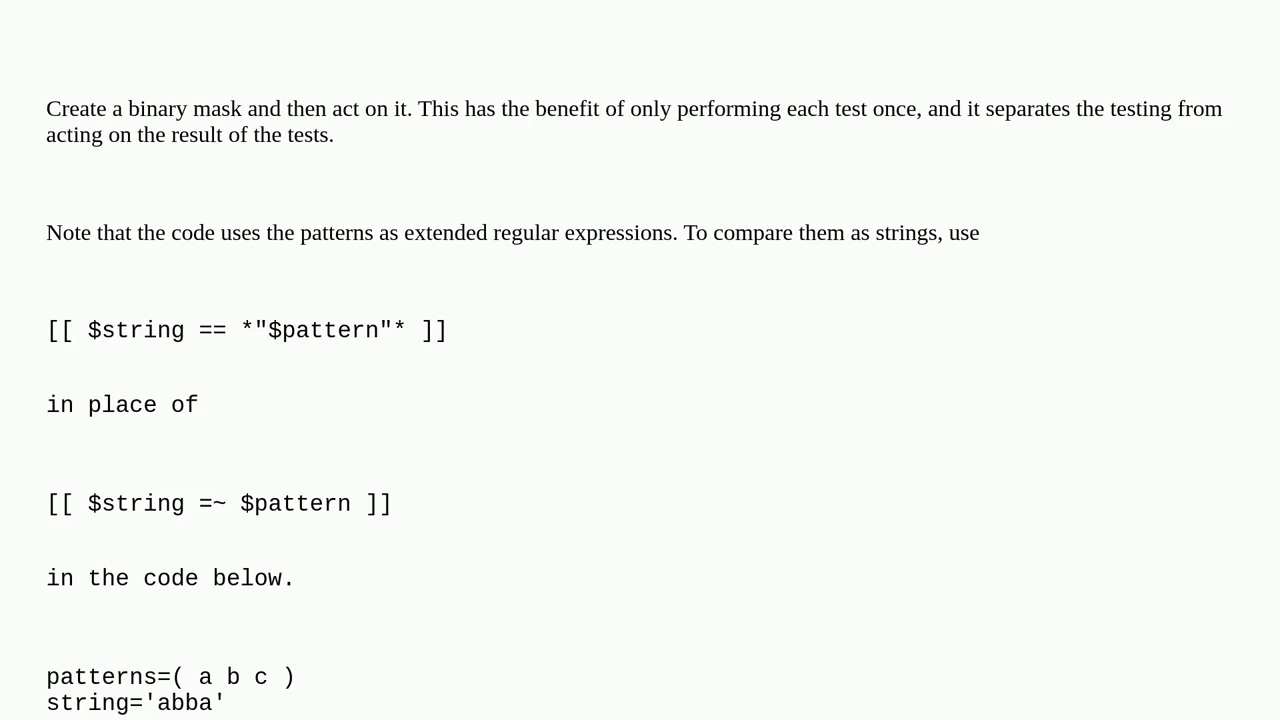 Create a binary mask and then act on it. This has the benefit of only performing each test once, and it separates the testing from
acting on the result of the tests.
Note that the code uses the patterns as extended regular expressions. To compare them as strings, use
[[ $string == *"$pattern"* ]]
in place of
[[ $string =~ $pattern ]]
in the code below.
patterns=( a b c )
string='abba'